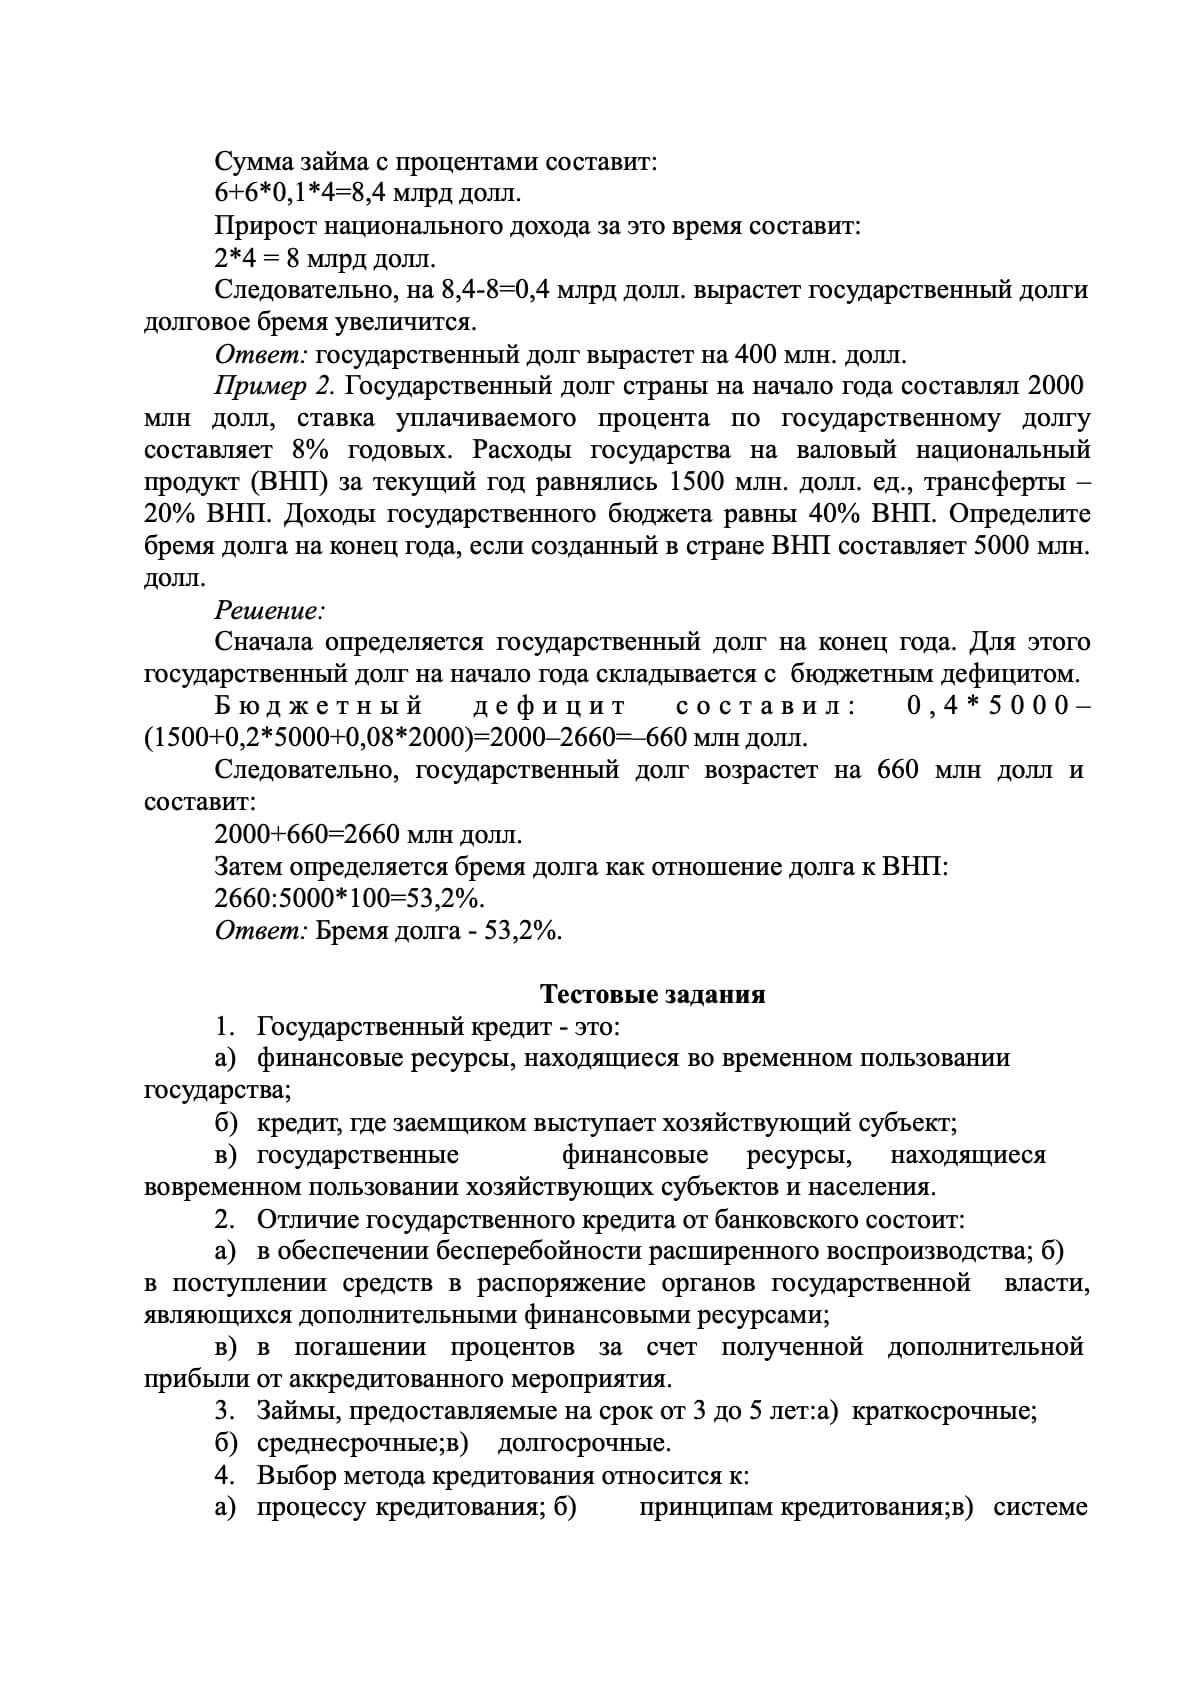 Сумма займа с процентами составит:
6+6*0,1*4=8,4 млрд долл.
Прирост национального дохода за это время составит:
2*4 = 8 млрд долл.
Следовательно, на 8,4-8=0,4 млрд долл. вырастет государственный долги
долговое бремя увеличится.
Ответ: государственный долг вырастет на 400 млн. долл.
Пример 2. Государственный долг страны на начало года составлял 2000
млн долл, ставка уплачиваемого процента по государственному долгу
составляет 8% годовых. Расходы государства на валовый национальный
продукт (ВНП) за текущий год равнялись 1500 млн. долл. ед., трансферты –
20% ВНП. Доходы государственного бюджета равны 40% ВНП. Определите
бремя долга на конец года, если созданный в стране ВНП составляет 5000 млн.
долл.
Решение:
Сначала определяется государственный долг на конец года. Для этого
государственный долг на начало года складывается с бюджетным дефицитом.
Бюджетный дефицит составил: 0,4*5000–
(1500+0,2*5000+0,08*2000)=2000–2660=–660 млн долл.
Следовательно, государственный долг возрастет на 660 млн долл и
составит:
2000+660=2660 млн долл.
Затем определяется бремя долга как отношение долга к ВНП:
2660:5000*100=53,2%.
Ответ: Бремя долга - 53,2%.
Тестовые задания
1. Государственный кредит - это:
а) финансовые ресурсы, находящиеся во временном пользовании
государства;
б) кредит, где заемщиком выступает хозяйствующий субъект;
в) государственные финансовые ресурсы, находящиеся
вовременном пользовании хозяйствующих субъектов и населения.
2. Отличие государственного кредита от банковского состоит:
а) в обеспечении бесперебойности расширенного воспроизводства; б)
в поступлении средств в распоряжение органов государственной власти,
являющихся дополнительными финансовыми ресурсами;
в) в погашении процентов за счет полученной дополнительной
прибыли от аккредитованного мероприятия.
3. Займы, предоставляемые на срок от 3 до 5 лет:а) краткосрочные;
б) среднесрочные;в) долгосрочные.
4. Выбор метода кредитования относится к:
а) процессу кредитования; б) принципам кредитования;в) системе